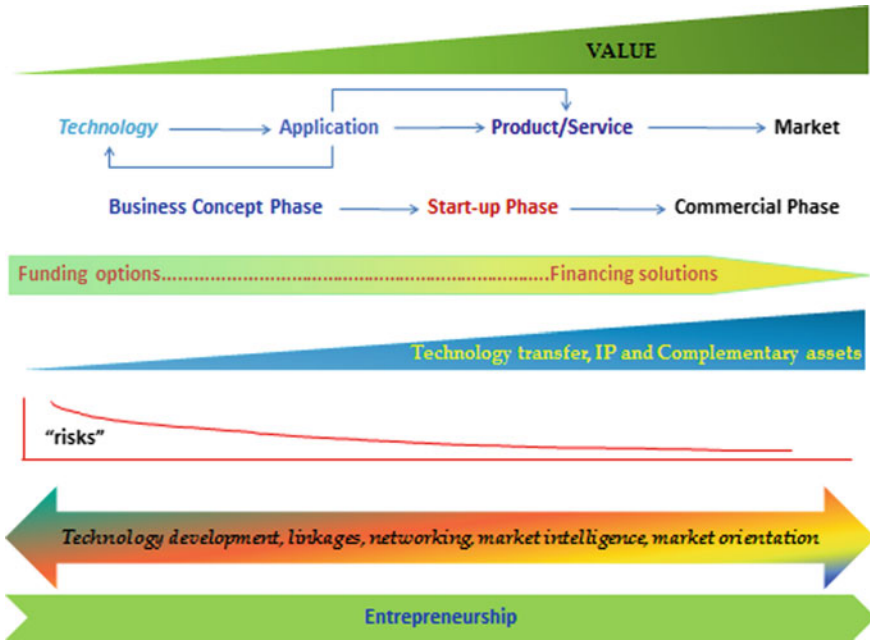 VALUE
Technology Application Product/Service Market
Business Concept Phase Start-up Phase Commercial Phase
Funding options……………………………………………………………….Financing solutions
Technology transfer, IP and Complementary assets
“risks”
Technology development, linkages, networking, market intelligence, market orientation
Entrepreneurship